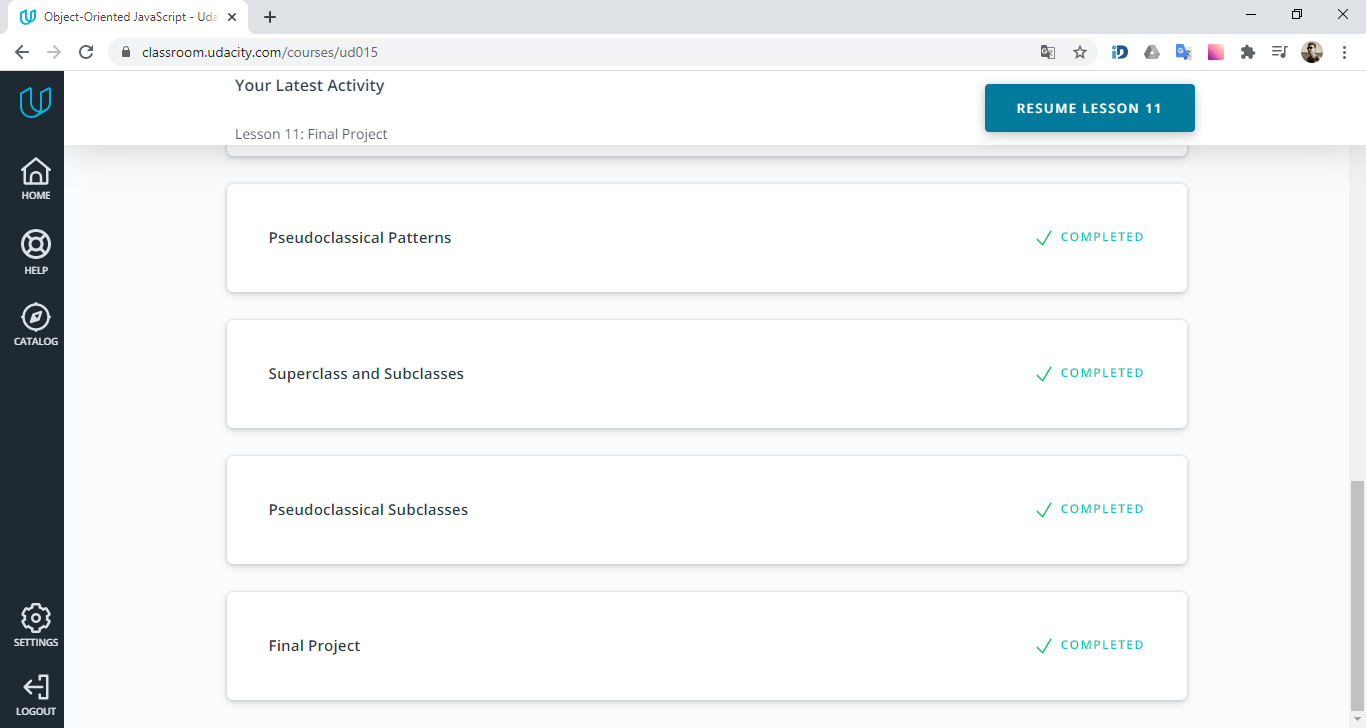 Object-Oriented JavaScript - Uda
classroom.udacity.com/courses/ud015
Your Latest Activity
Lesson 11: Final Project
RESUME LESSON 11
HOME
HELP
CATALOG
SETTINGS
LOGOUT
Pseudoclassical Patterns
COMPLETED
Superclass and Subclasses
COMPLETED
Pseudoclassical Subclasses
COMPLETED
Final Project
COMPLETED